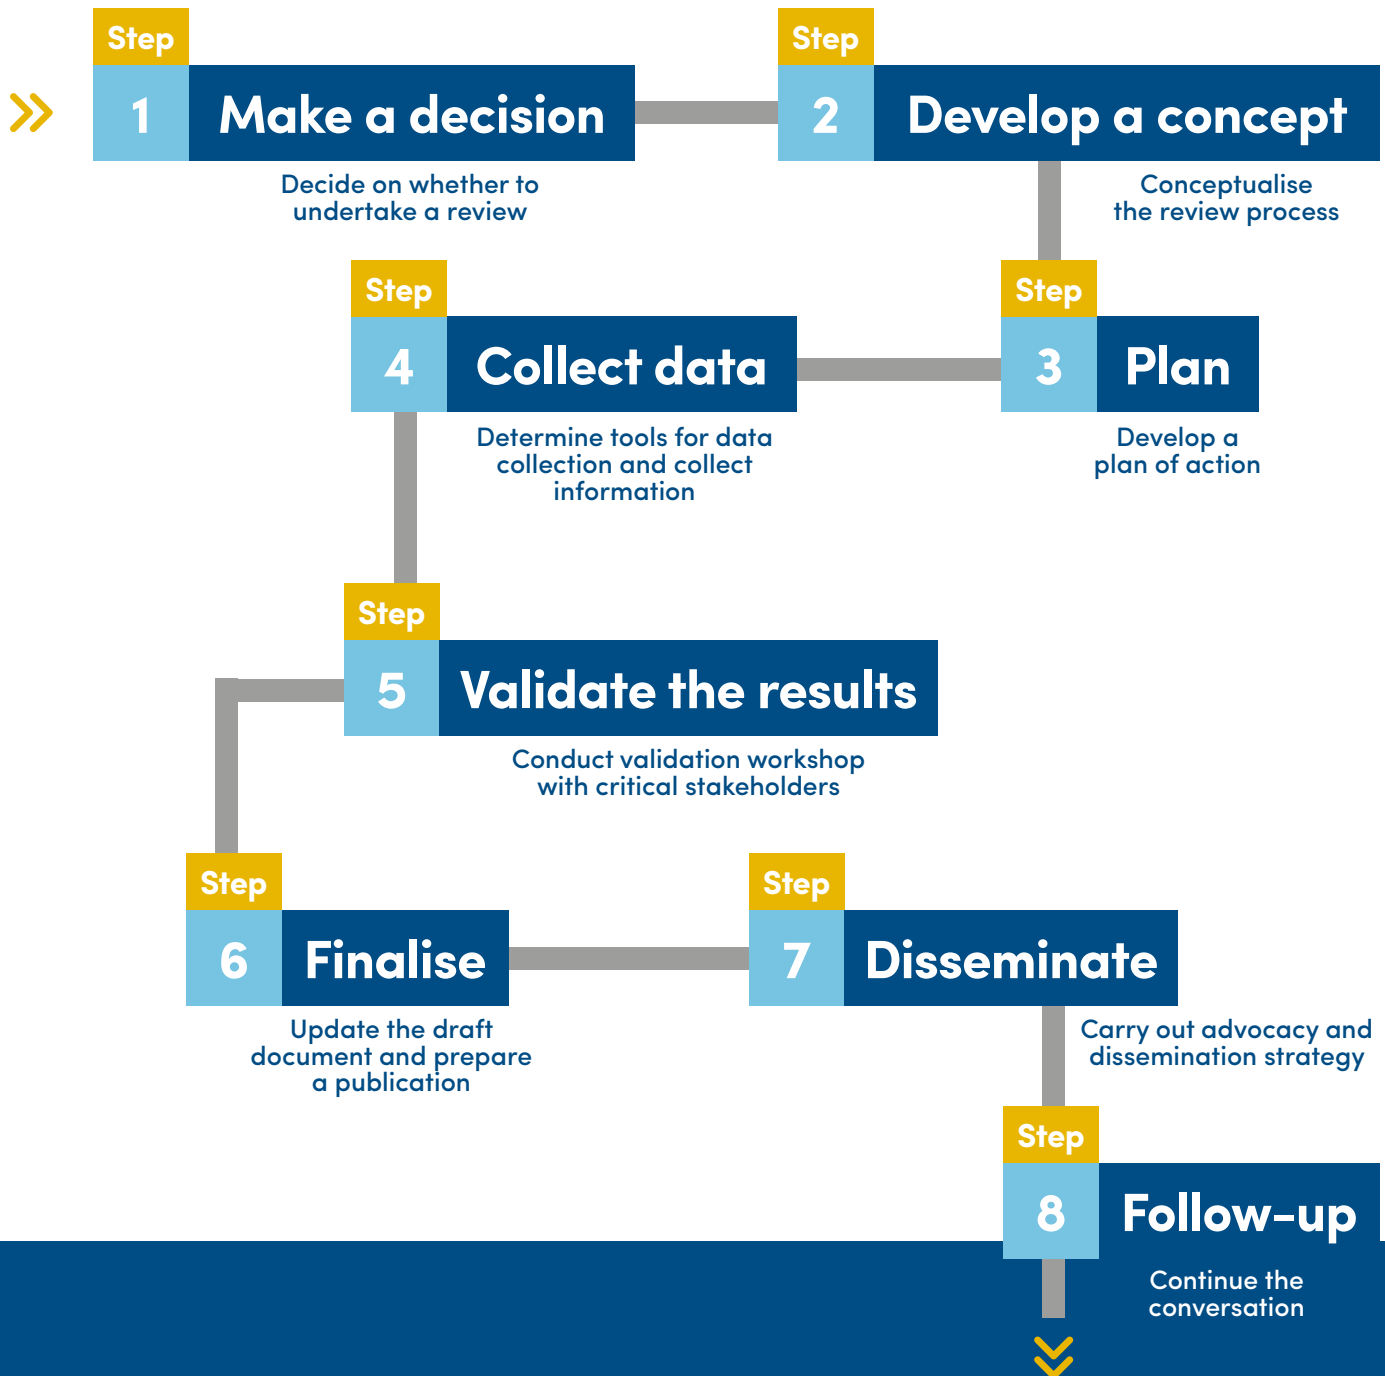 Step
1 Make a decision
Decide on whether to
undertake a review
Step
2 Develop a concept
Conceptualise
the review process
Step
3 Plan
Develop a
plan of action
Step
4 Collect data
Determine tools for data
collection and collect
information
Step
5 Validate the results
Conduct validation workshop
with critical stakeholders
Step
6 Finalise
Update the draft
document and prepare
a publication
Step
7 Disseminate
Carry out advocacy and
dissemination strategy
Step
8 Follow-up
Continue the
conversation